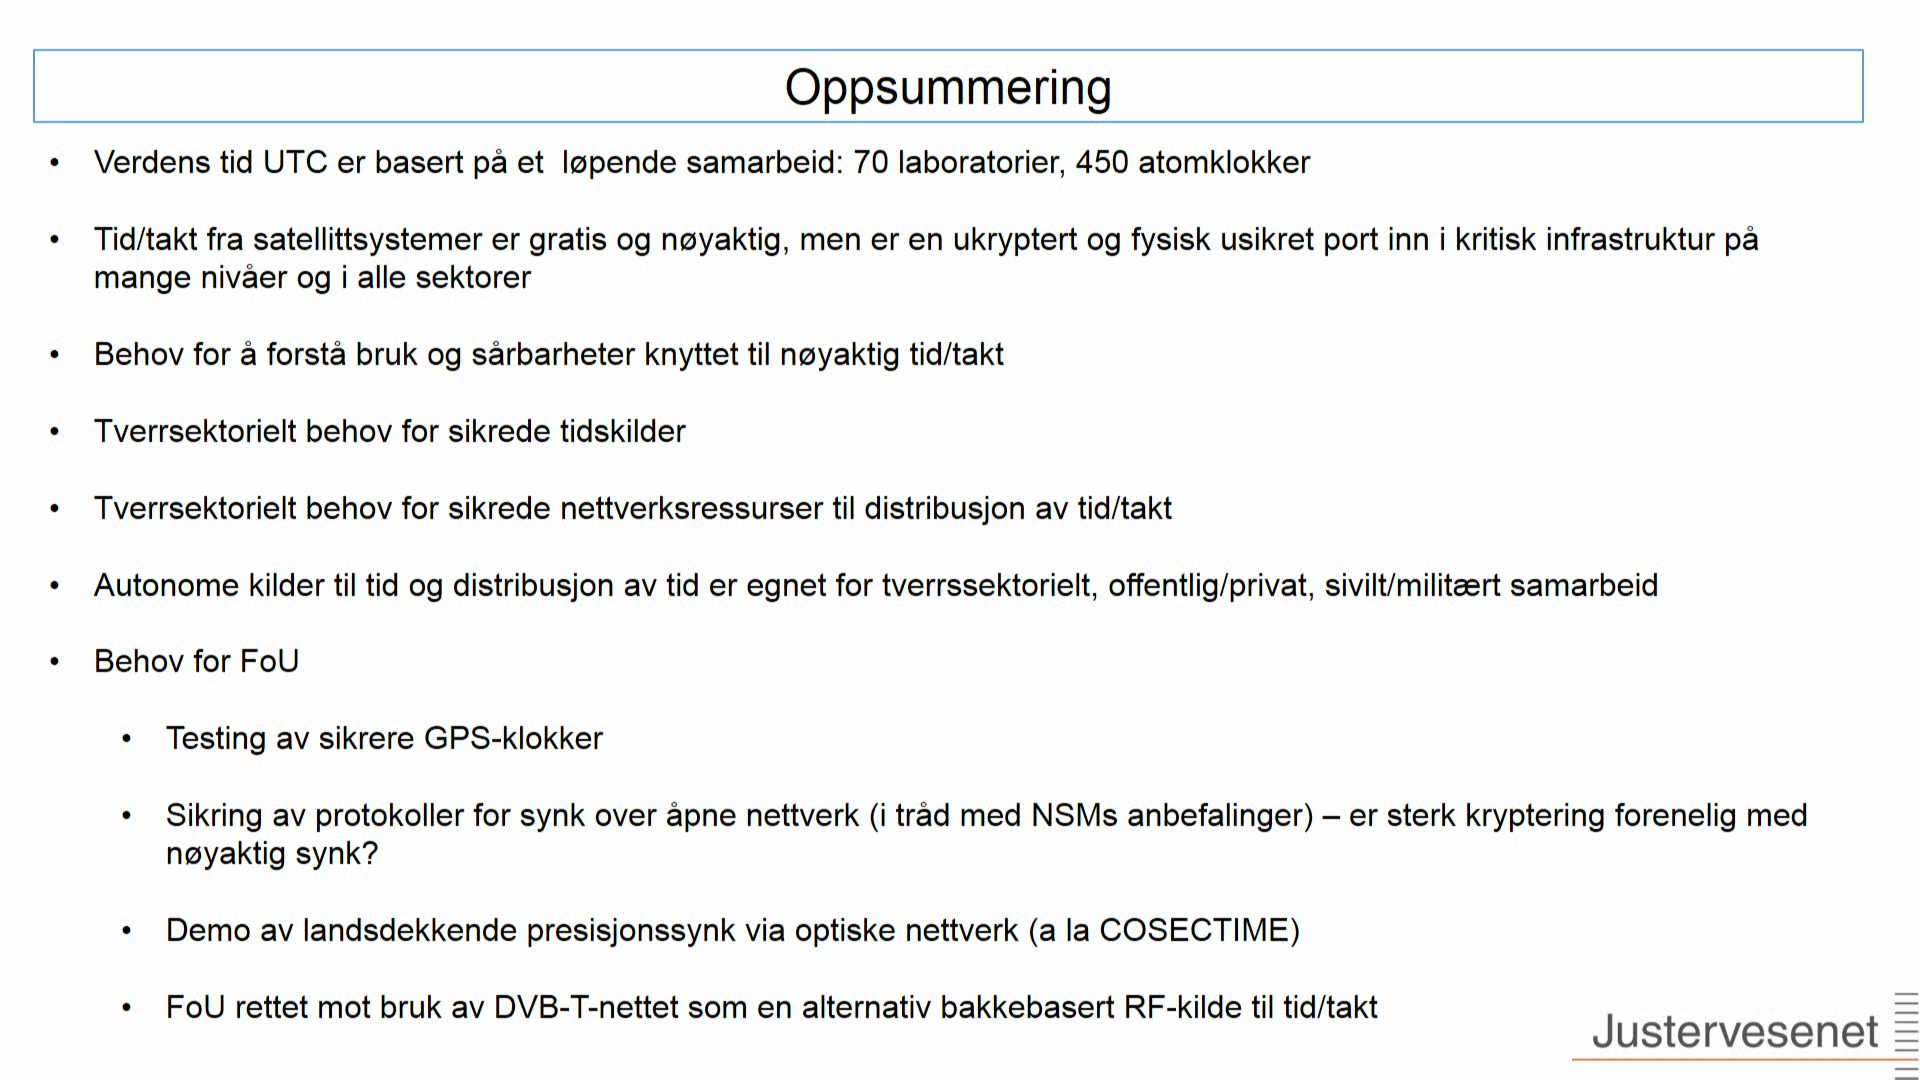 Oppsummering
• Verdens tid UTC er basert på et  løpende samarbeid: 70 laboratorier, 450 atomklokker
• Tid/takt fra satellittsystemer er gratis og nøyaktig, men er en ukryptert og fysisk usikret port inn i kritisk infrastruktur på
mange nivåer og i alle sektorer
• Behov for å forstå bruk og sårbarheter knyttet til nøyaktig tid/takt
• Tverrsektorielt behov for sikrede tidskilder
• Tverrsektorielt behov for sikrede nettverksressurser til distribusjon av tid/takt
• Autonome kilder til tid og distribusjon av tid er egnet for tverrssektorielt, offentlig/privat, sivilt/militært samarbeid
• Behov for FoU
• Testing av sikrere GPS-klokker
• Sikring av protokoller for synk over åpne nettverk (i tråd med NSMs anbefalinger) – er sterk kryptering forenelig med
nøyaktig synk?
• Demo av landsdekkende presisjonssynk via optiske nettverk (a la COSECTIME)
• FoU rettet mot bruk av DVB-T-nettet som en alternativ bakkebasert RF-kilde til tid/takt
Justervesenet